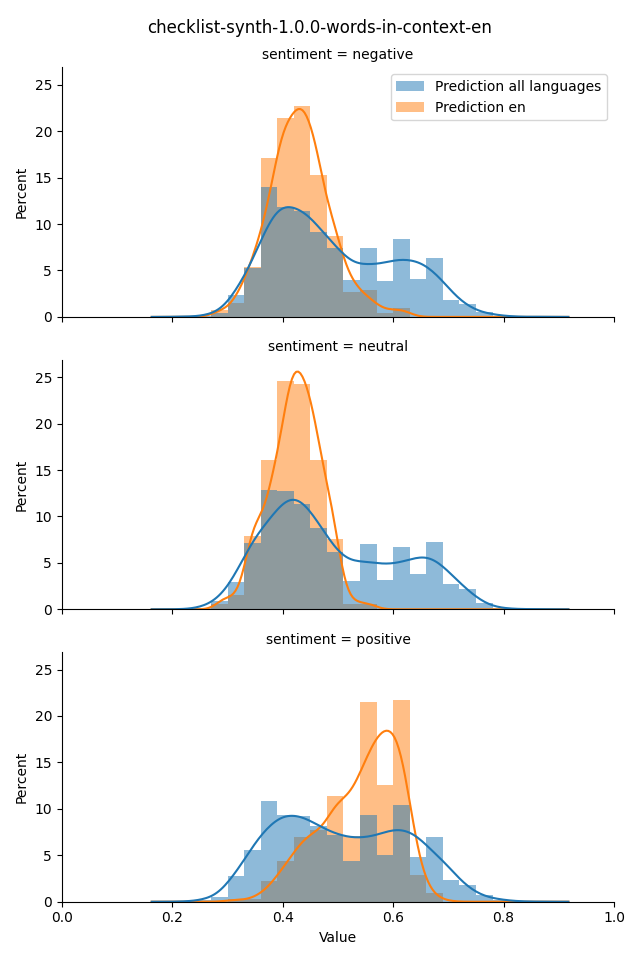 checklist-synth-1.0.0-words-in-context-en
sentiment = negative
Prediction all languages
Prediction en
25
20
15
10
5
0
Percent
sentiment = neutral
25
20
15
10
5
0
Percent
sentiment = positive
25
20
15
10
5
0
Percent
0.0 0.2 0.4 0.6 0.8 1.0
Value